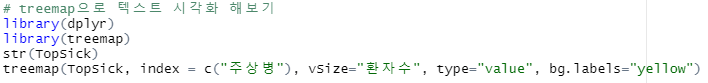 # treemap으로 텍스트 시각화 해보기
library(dplyr)
library(treemap)
str(TopSick)
treemap(TopSick, index = c("주상병"), vSize="환자수", type="value", bg.labels="yellow")